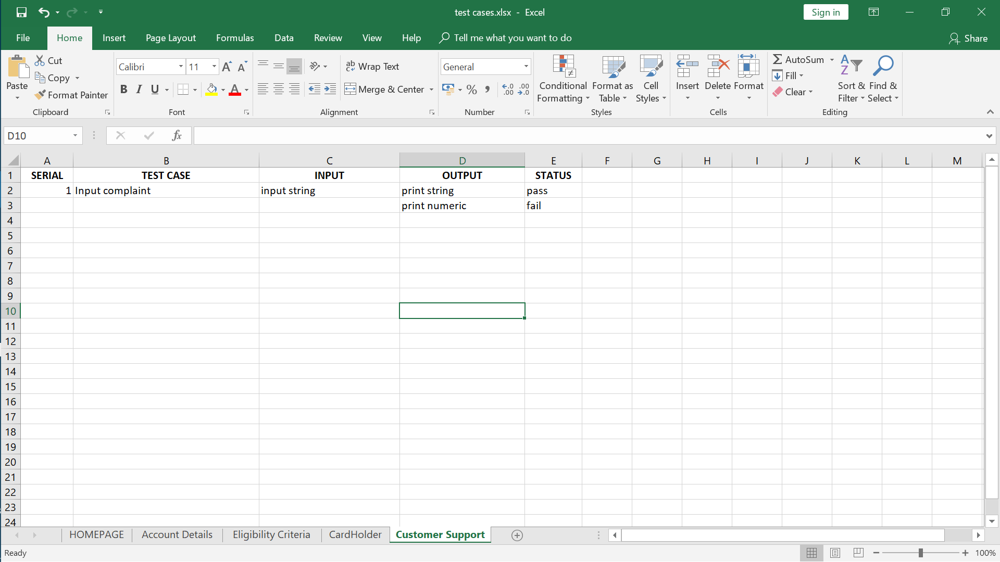 test cases.xlsx - Excel
Sign in
File Home Insert Page Layout Formulas Data Review View Help Tell me what you want to do Share
Paste
Cut
Copy
Format Painter
Clipboard
Calibri 11
B I U
Font
Wrap Text
Merge & Center
Alignment
General
Number
Conditional Formatting
Format as Table
Cell Styles
Styles
Insert Delete Format
Cells
AutoSum
Fill
Clear
Sort & Filter
Find & Select
Editing
D10 fx
A B C D E F G H I J K L M
1 SERIAL TEST CASE INPUT OUTPUT STATUS
2 1 Input complaint input string print string pass
3 print numeric fail
4
5
6
7
8
9
10
11
12
13
14
15
16
17
18
19
20
21
22
23
24
HOMEPAGE Account Details Eligibility Criteria CardHolder Customer Support
Ready 100%